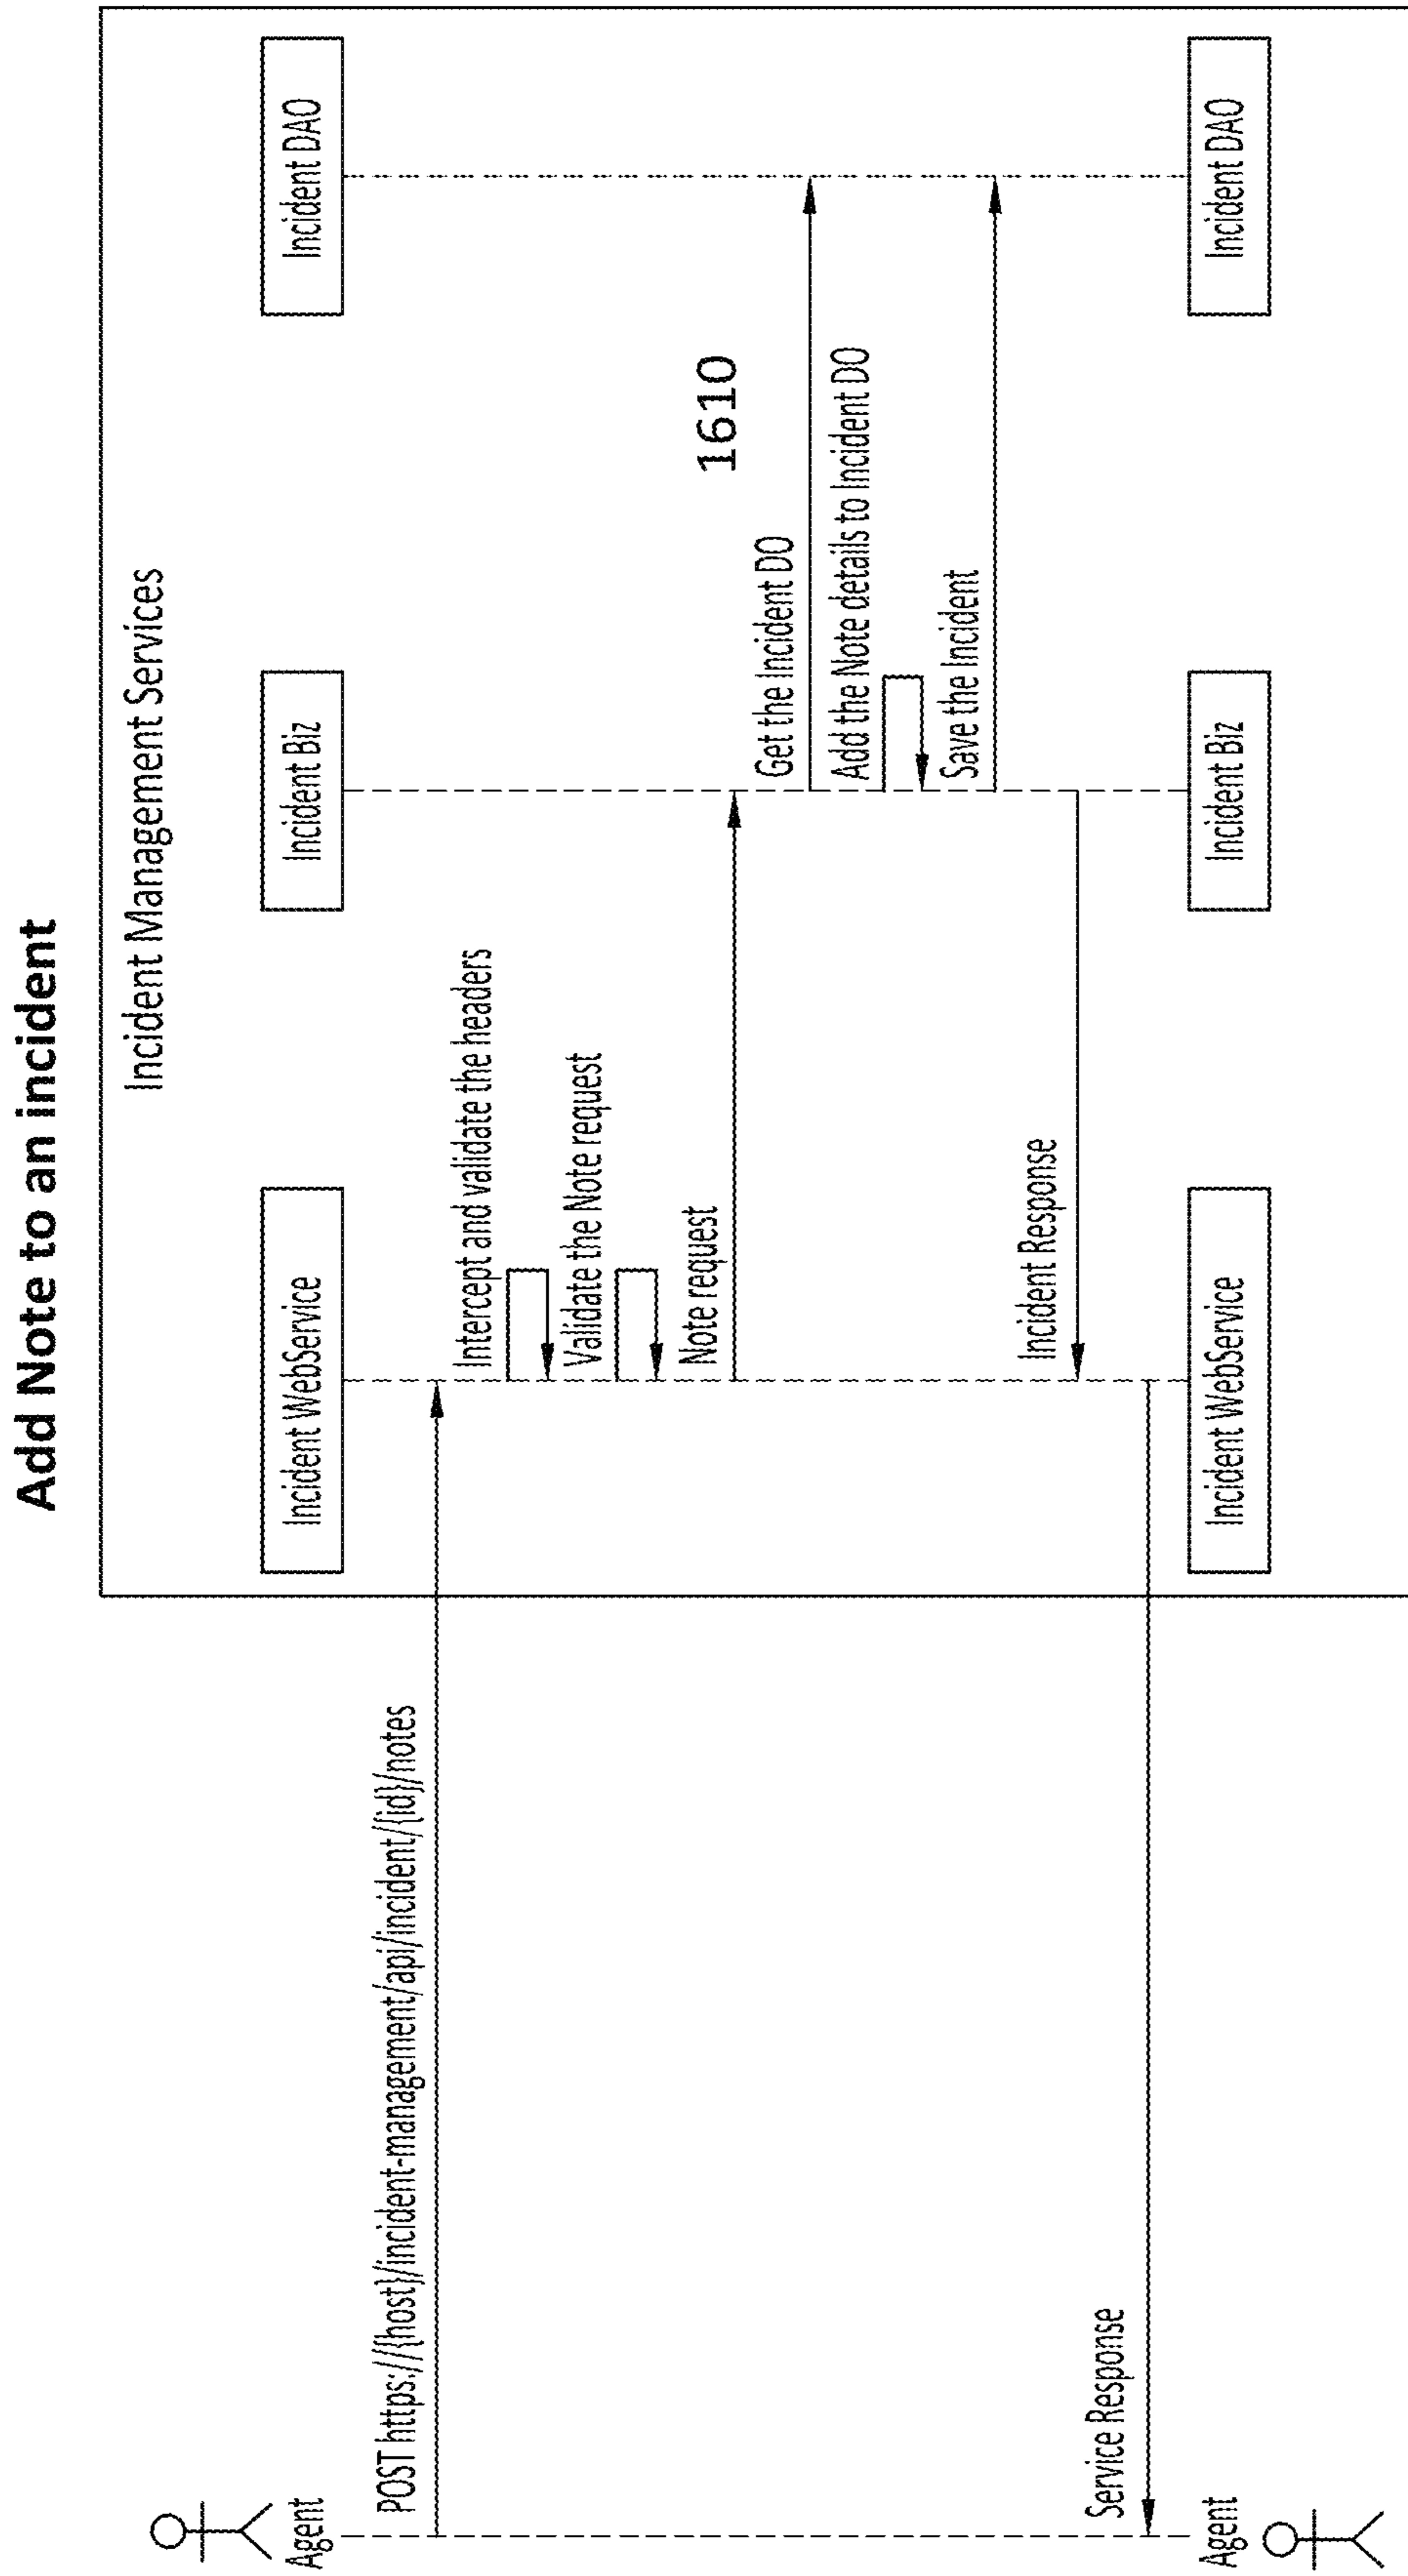 Add Note to an incident
Incident Management Services
Agent
Incident WebService
Incident Biz
Incident DAO
POST https://{host}/incident-management/api/incident/{id}/notes
Intercept and validate the headers
Validate the Note request
Note request
1610
Get the Incident DO
Add the Note details to Incident DO
Save the Incident
Incident Response
Service Response
Agent
Incident WebService
Incident Biz
Incident DAO